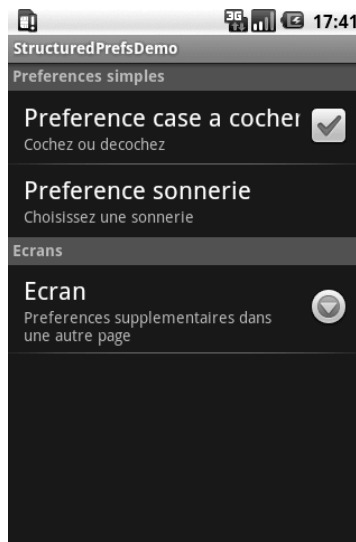 3G 17:41
StructuredPrefsDemo
Preferences simples
Preference case a cocher
Cochez ou decochez
Preference sonnerie
Choisissez une sonnerie
Ecrans
Ecran
Preferences supplementaires dans
une autre page